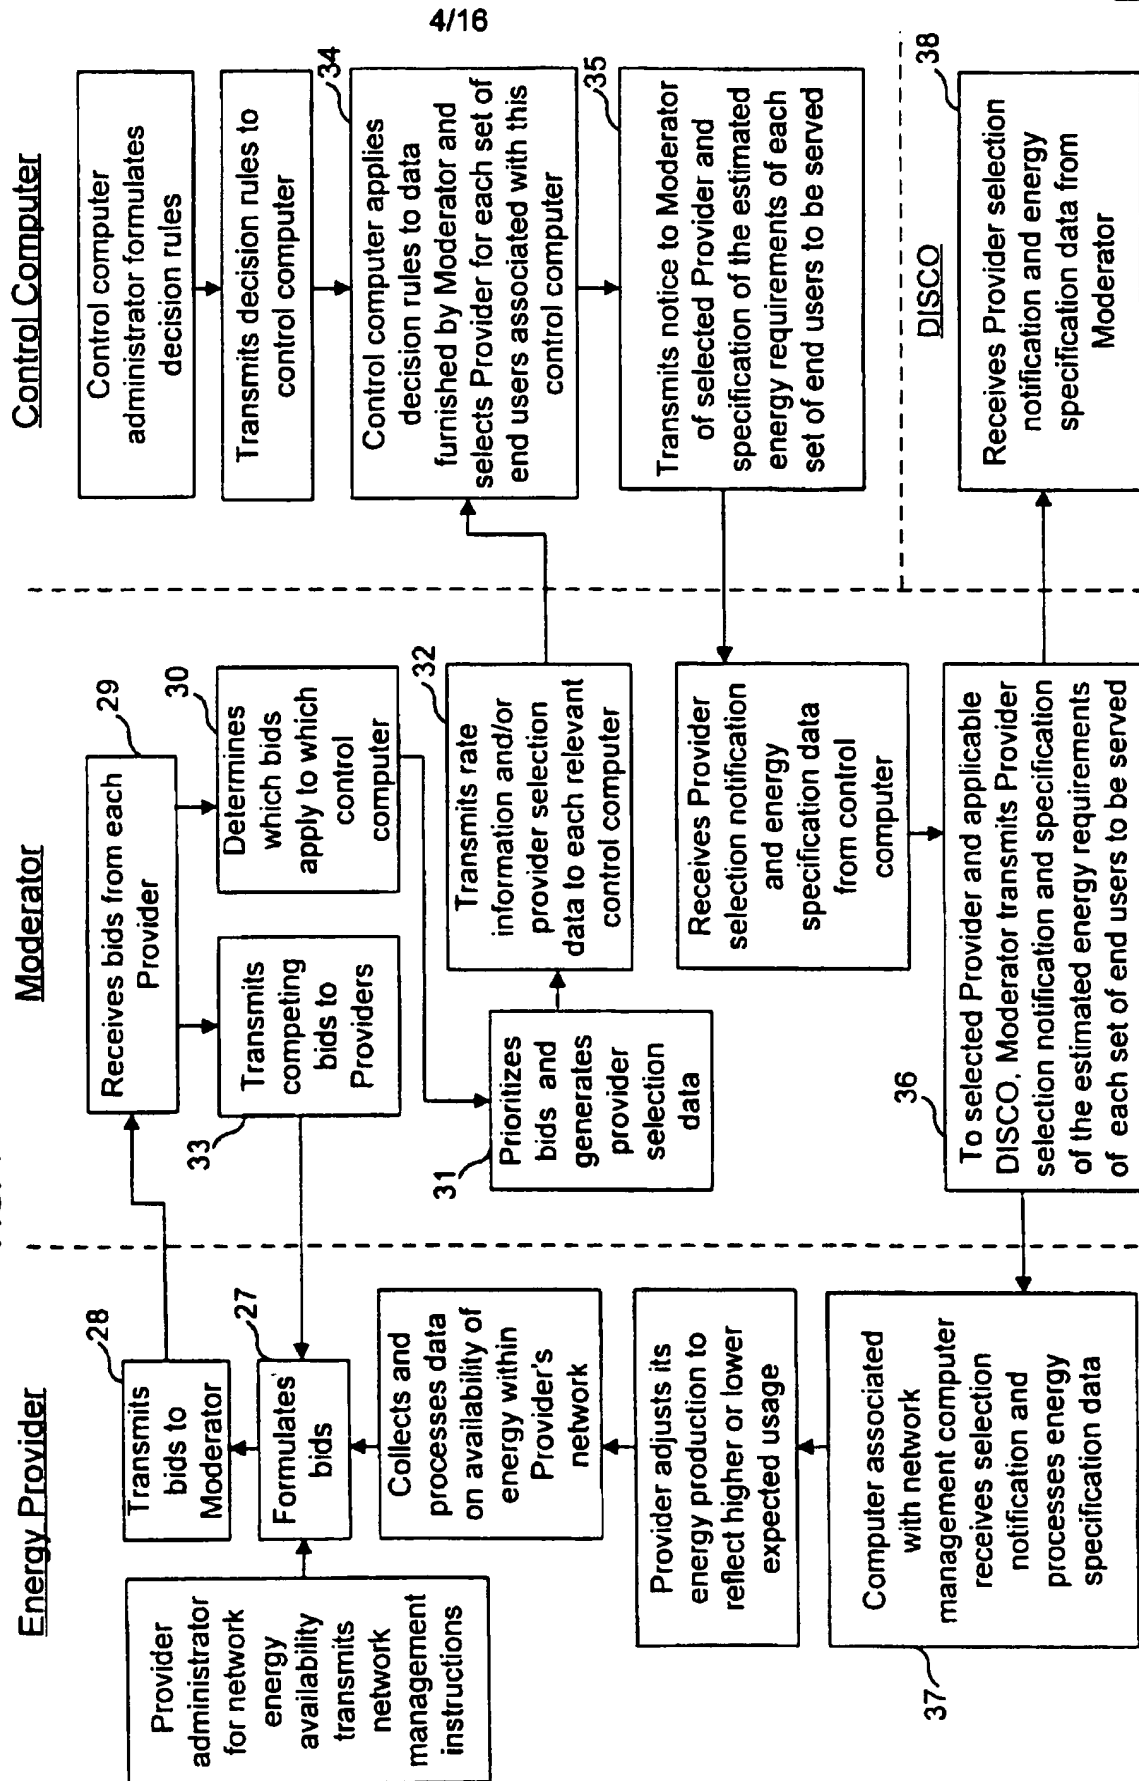 4/16
Energy Provider
Provider
administrator
for network
energy
availability
transmits
network
management
instructions
28
Transmits
bids to
Moderator
27
Formulates
bids
Collects and
processes data
on availability of
energy within
Provider's
network
Provider adjusts its
energy production to
reflect higher or lower
expected usage
Computer associated
with network
management computer
receives selection
notification and
processes energy
specification data
37
Moderator
29
Receives bids from each
Provider
33
Transmits
competing
bids to
Providers
30
Determines
which bids
apply to which
control
computer
31
Prioritizes
bids and
generates
provider
selection
data
32
Transmits rate
information and/or
provider selection
data to each relevant
control computer
Receives Provider
selection notification
and energy
specification data
from control
computer
36
To selected Provider and applicable
DISCO, Moderator transmits Provider
selection notification and specification
of the estimated energy requirements
of each set of end users to be served
Control Computer
Control computer
administrator formulates
decision rules
Transmits decision rules to
control computer
34
Control computer applies
decision rules to data
furnished by Moderator and
selects Provider for each set of
end users associated with this
control computer
35
Transmits notice to Moderator
of selected Provider and
specification of the estimated
energy requirements of each
set of end users to be served
DISCO
38
Receives Provider selection
notification and energy
specification data from
Moderator